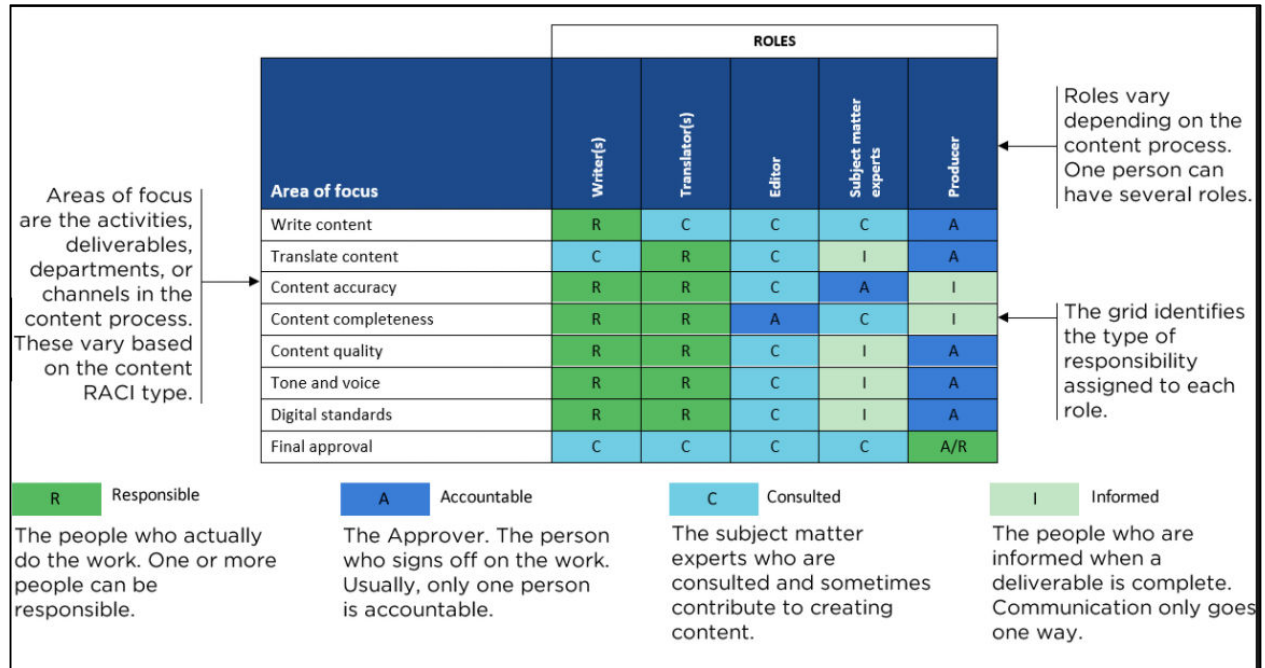 ROLES
Area of focus
Writer(s)
Translator(s)
Editor
Subject matter
experts
Producer
Write content R C C C A
Translate content C R C I A
Content accuracy R R C A I
Content completeness R R A C I
Content quality R R C I A
Tone and voice R R C I A
Digital standards R R C I A
Final approval C C C C A/R
Areas of focus
are the activities,
deliverables,
departments, or
channels in the
content process.
These vary based
on the content
RACI type.
Roles vary
depending on the
content process.
One person can
have several roles.
The grid identifies
the type of
responsibility
assigned to each
role.
R Responsible
The people who actually
do the work. One or more
people can be
responsible.
A Accountable
The Approver. The person
who signs off on the work.
Usually, only one person
is accountable.
C Consulted
The subject matter
experts who are
consulted and sometimes
contribute to creating
content.
I Informed
The people who are
informed when a
deliverable is complete.
Communication only goes
one way.